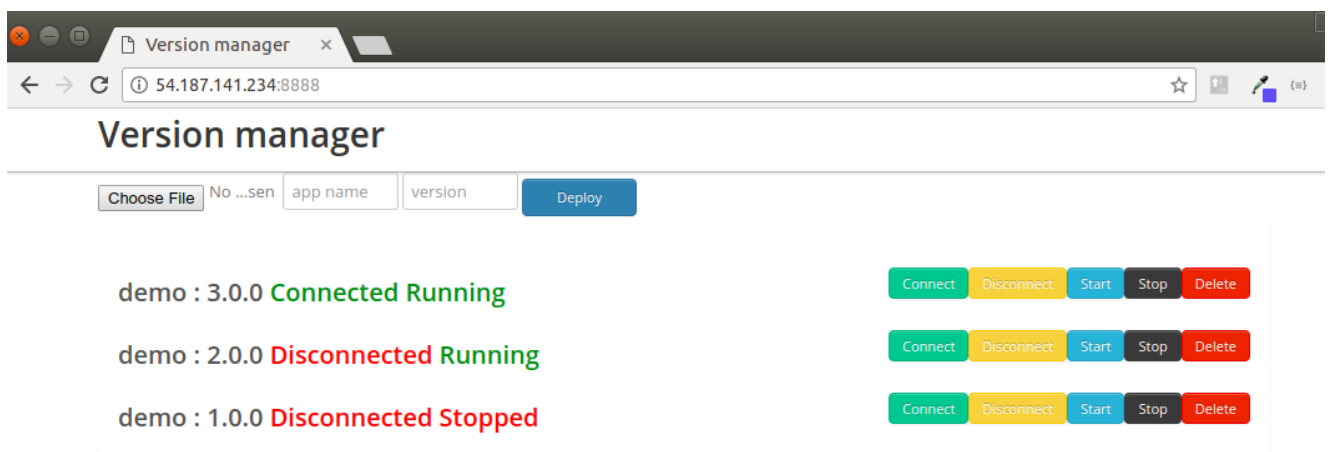 Version manager
54.187.141.234:8888
{≡}
Version manager
Choose File No ...sen app name version Deploy
demo : 3.0.0 Connected Running Connect Disconnect Start Stop Delete
demo : 2.0.0 Disconnected Running Connect Disconnect Start Stop Delete
demo : 1.0.0 Disconnected Stopped Connect Disconnect Start Stop Delete